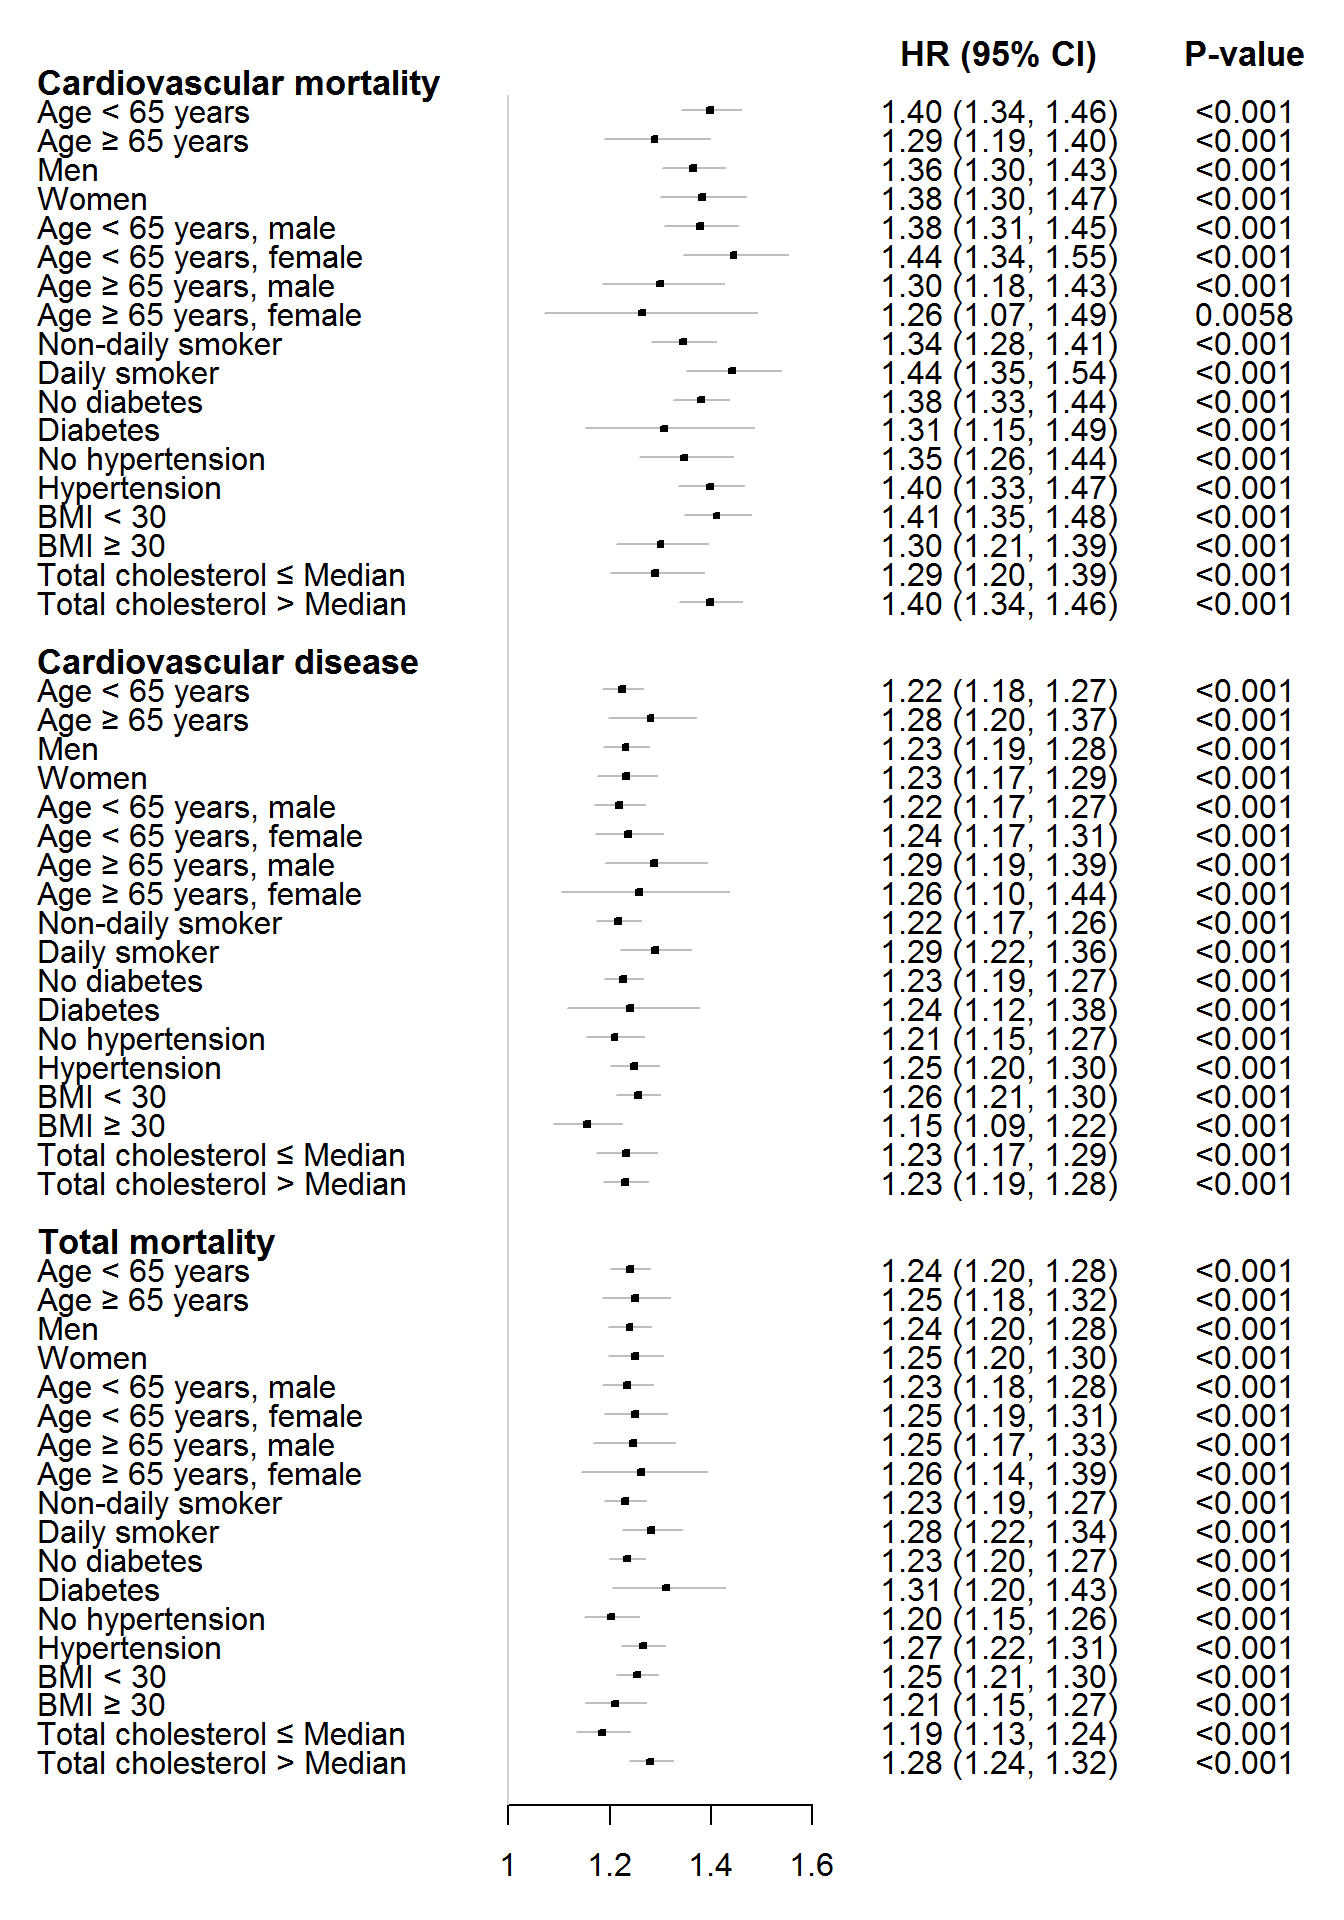 HR (95% CI) P-value
Cardiovascular mortality
Age < 65 years 1.40 (1.34, 1.46) <0.001
Age ≥ 65 years 1.29 (1.19, 1.40) <0.001
Men 1.36 (1.30, 1.43) <0.001
Women 1.38 (1.30, 1.47) <0.001
Age < 65 years, male 1.38 (1.31, 1.45) <0.001
Age < 65 years, female 1.44 (1.34, 1.55) <0.001
Age ≥ 65 years, male 1.30 (1.18, 1.43) <0.001
Age ≥ 65 years, female 1.26 (1.07, 1.49) 0.0058
Non-daily smoker 1.34 (1.28, 1.41) <0.001
Daily smoker 1.44 (1.35, 1.54) <0.001
No diabetes 1.38 (1.33, 1.44) <0.001
Diabetes 1.31 (1.15, 1.49) <0.001
No hypertension 1.35 (1.26, 1.44) <0.001
Hypertension 1.40 (1.33, 1.47) <0.001
BMI < 30 1.41 (1.35, 1.48) <0.001
BMI ≥ 30 1.30 (1.21, 1.39) <0.001
Total cholesterol ≤ Median 1.29 (1.20, 1.39) <0.001
Total cholesterol > Median 1.40 (1.34, 1.46) <0.001
Cardiovascular disease
Age < 65 years 1.22 (1.18, 1.27) <0.001
Age ≥ 65 years 1.28 (1.20, 1.37) <0.001
Men 1.23 (1.19, 1.28) <0.001
Women 1.23 (1.17, 1.29) <0.001
Age < 65 years, male 1.22 (1.17, 1.27) <0.001
Age < 65 years, female 1.24 (1.17, 1.31) <0.001
Age ≥ 65 years, male 1.29 (1.19, 1.39) <0.001
Age ≥ 65 years, female 1.26 (1.10, 1.44) <0.001
Non-daily smoker 1.22 (1.17, 1.26) <0.001
Daily smoker 1.29 (1.22, 1.36) <0.001
No diabetes 1.23 (1.19, 1.27) <0.001
Diabetes 1.24 (1.12, 1.38) <0.001
No hypertension 1.21 (1.15, 1.27) <0.001
Hypertension 1.25 (1.20, 1.30) <0.001
BMI < 30 1.26 (1.21, 1.30) <0.001
BMI ≥ 30 1.15 (1.09, 1.22) <0.001
Total cholesterol ≤ Median 1.23 (1.17, 1.29) <0.001
Total cholesterol > Median 1.23 (1.19, 1.28) <0.001
Total mortality
Age < 65 years 1.24 (1.20, 1.28) <0.001
Age ≥ 65 years 1.25 (1.18, 1.32) <0.001
Men 1.24 (1.20, 1.28) <0.001
Women 1.25 (1.20, 1.30) <0.001
Age < 65 years, male 1.23 (1.18, 1.28) <0.001
Age < 65 years, female 1.25 (1.19, 1.31) <0.001
Age ≥ 65 years, male 1.25 (1.17, 1.33) <0.001
Age ≥ 65 years, female 1.26 (1.14, 1.39) <0.001
Non-daily smoker 1.23 (1.19, 1.27) <0.001
Daily smoker 1.28 (1.22, 1.34) <0.001
No diabetes 1.23 (1.20, 1.27) <0.001
Diabetes 1.31 (1.20, 1.43) <0.001
No hypertension 1.20 (1.15, 1.26) <0.001
Hypertension 1.27 (1.22, 1.31) <0.001
BMI < 30 1.25 (1.21, 1.30) <0.001
BMI ≥ 30 1.21 (1.15, 1.27) <0.001
Total cholesterol ≤ Median 1.19 (1.13, 1.24) <0.001
Total cholesterol > Median 1.28 (1.24, 1.32) <0.001
1 1.2 1.4 1.6